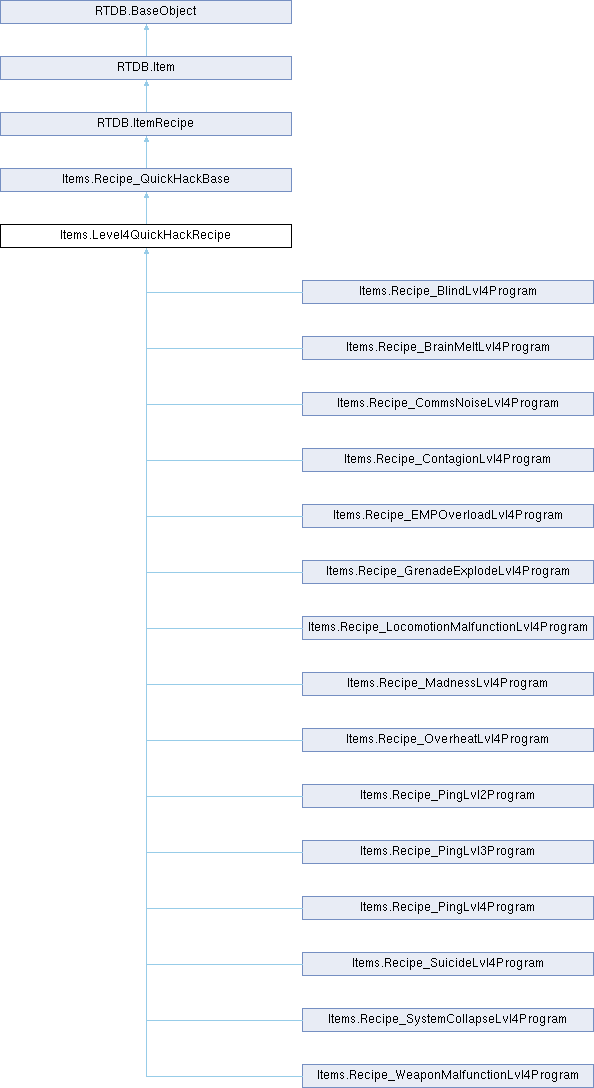 RTDB.BaseObject
RTDB.Item
RTDB.ItemRecipe
Items.Recipe_QuickHackBase
Items.Level4QuickHackRecipe
Items.Recipe_BlindLvl4Program
Items.Recipe_BrainMeltLvl4Program
Items.Recipe_CommsNoiseLvl4Program
Items.Recipe_ContagionLvl4Program
Items.Recipe_EMPOverloadLvl4Program
Items.Recipe_GrenadeExplodeLvl4Program
Items.Recipe_LocomotionMalfunctionLvl4Program
Items.Recipe_MadnessLvl4Program
Items.Recipe_OverheatLvl4Program
Items.Recipe_PingLvl2Program
Items.Recipe_PingLvl3Program
Items.Recipe_PingLvl4Program
Items.Recipe_SuicideLvl4Program
Items.Recipe_SystemCollapseLvl4Program
Items.Recipe_WeaponMalfunctionLvl4Program